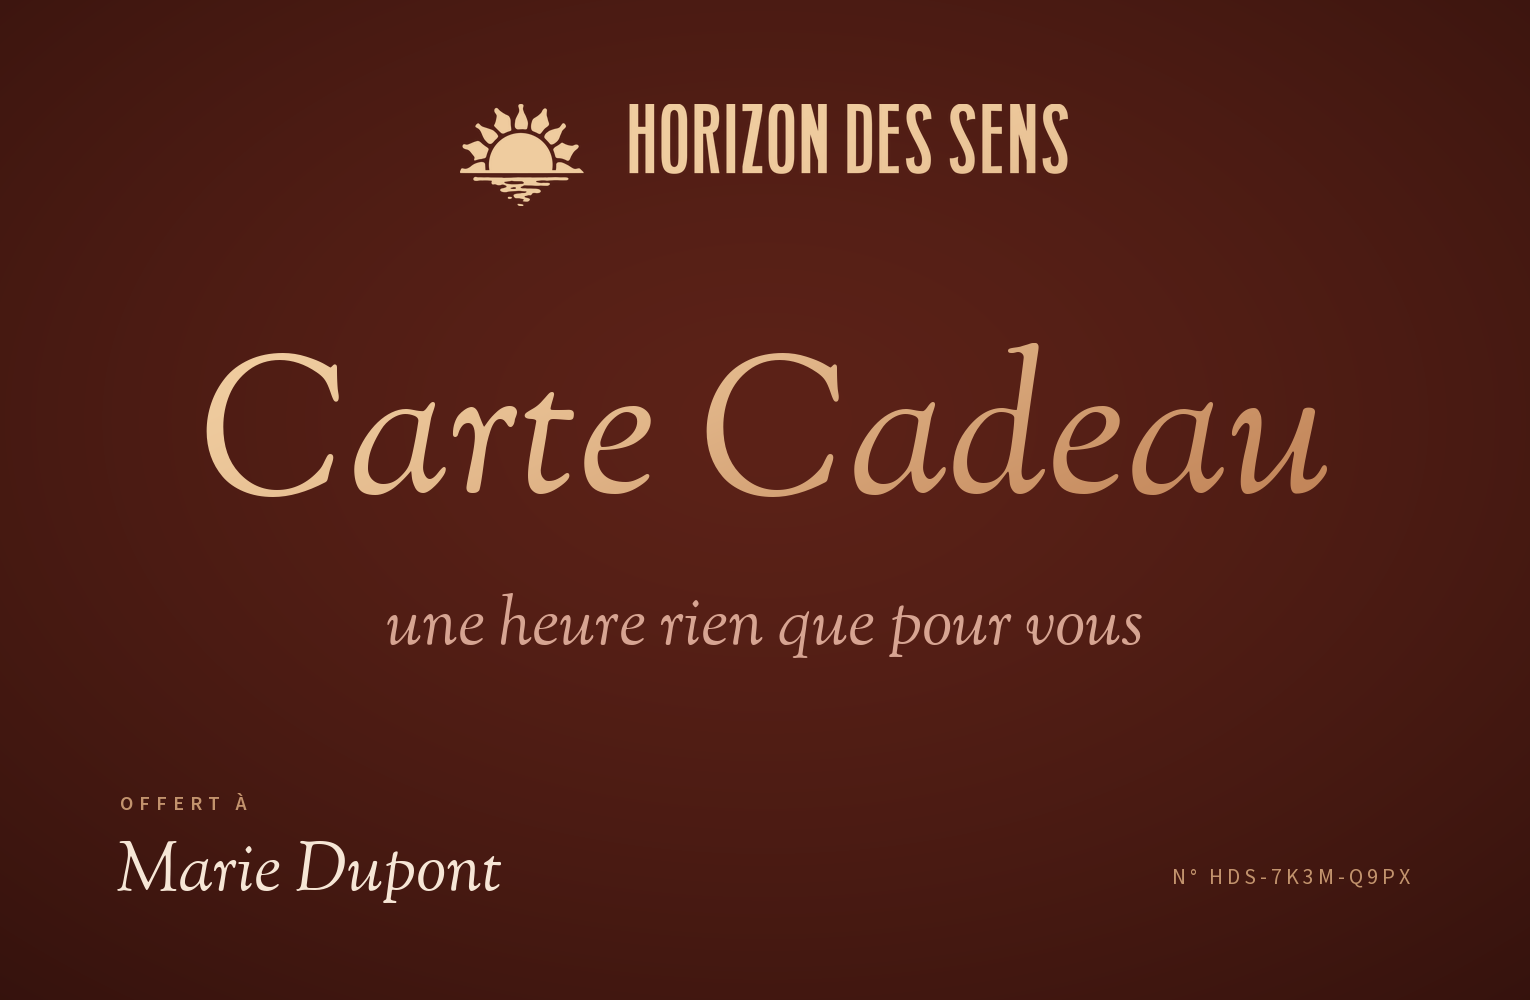 HORIZON DES SENS
Carte Cadeau
une heure rien que pour vous
OFFERT À
Marie Dupont
N° HDS-7K3M-Q9PX